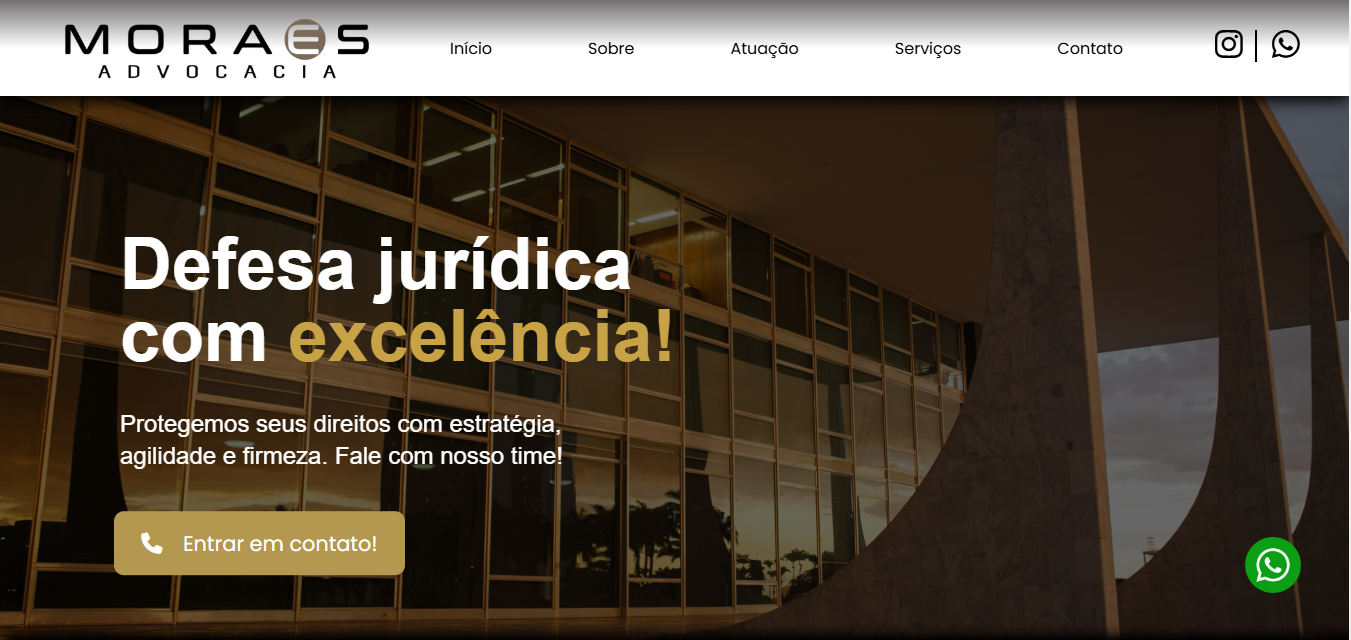 MORAES
ADVOCACIA
Início
Sobre
Atuação
Serviços
Contato
Defesa jurídica
com excelência!
Protegemos seus direitos com estratégia,
agilidade e firmeza. Fale com nosso time!
Entrar em contato!